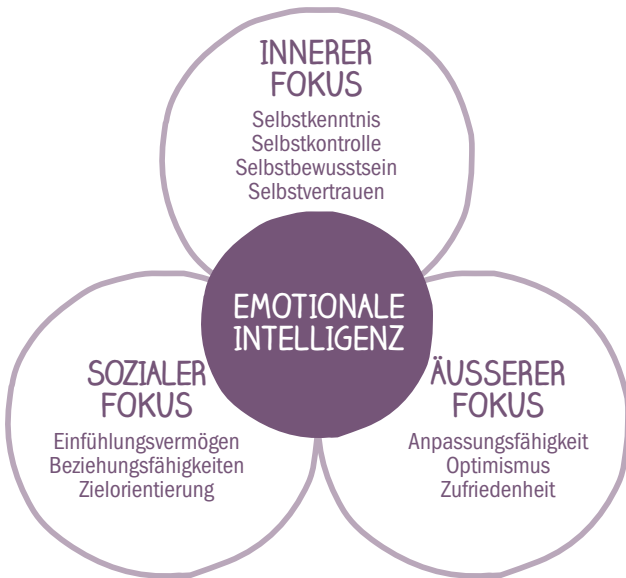 INNERER
FOKUS
Selbstkenntnis
Selbstkontrolle
Selbstbewusstsein
Selbstvertrauen
EMOTIONALE
INTELLIGENZ
SOZIALER
FOKUS
Einfühlungsvermögen
Beziehungsfähigkeiten
Zielorientierung
ÄUSSERER
FOKUS
Anpassungsfähigkeit
Optimismus
Zufriedenheit